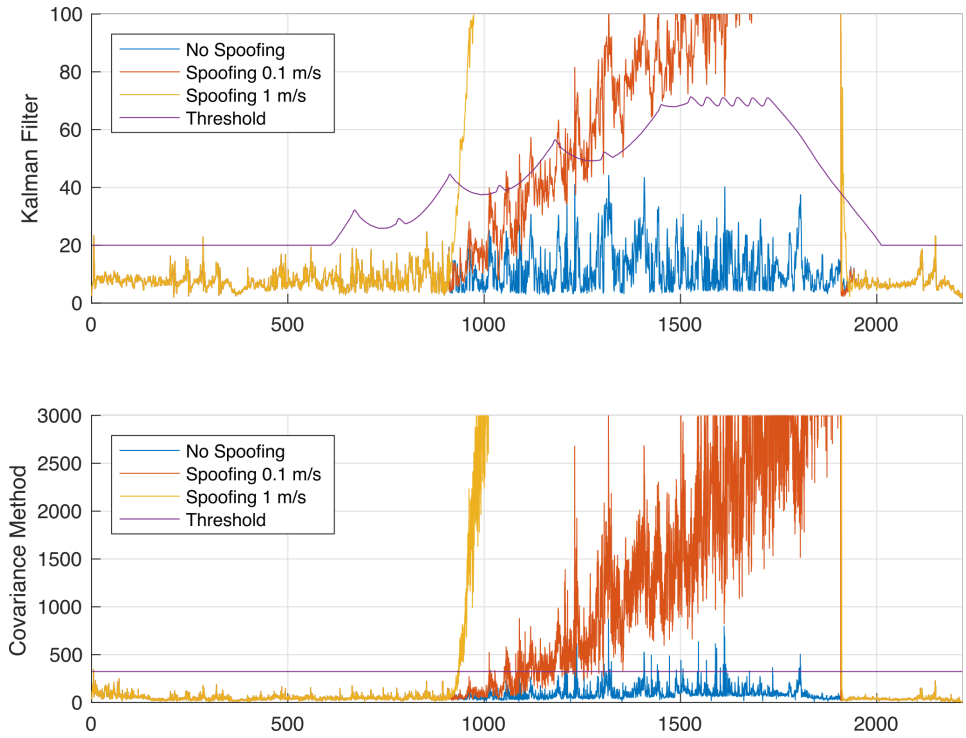 100
80
60
40
20
0
Kalman Filter
No Spoofing
Spoofing 0.1 m/s
Spoofing 1 m/s
Threshold
0 500 1000 1500 2000
3000
2500
2000
1500
1000
500
0
Covariance Method
No Spoofing
Spoofing 0.1 m/s
Spoofing 1 m/s
Threshold
0 500 1000 1500 2000